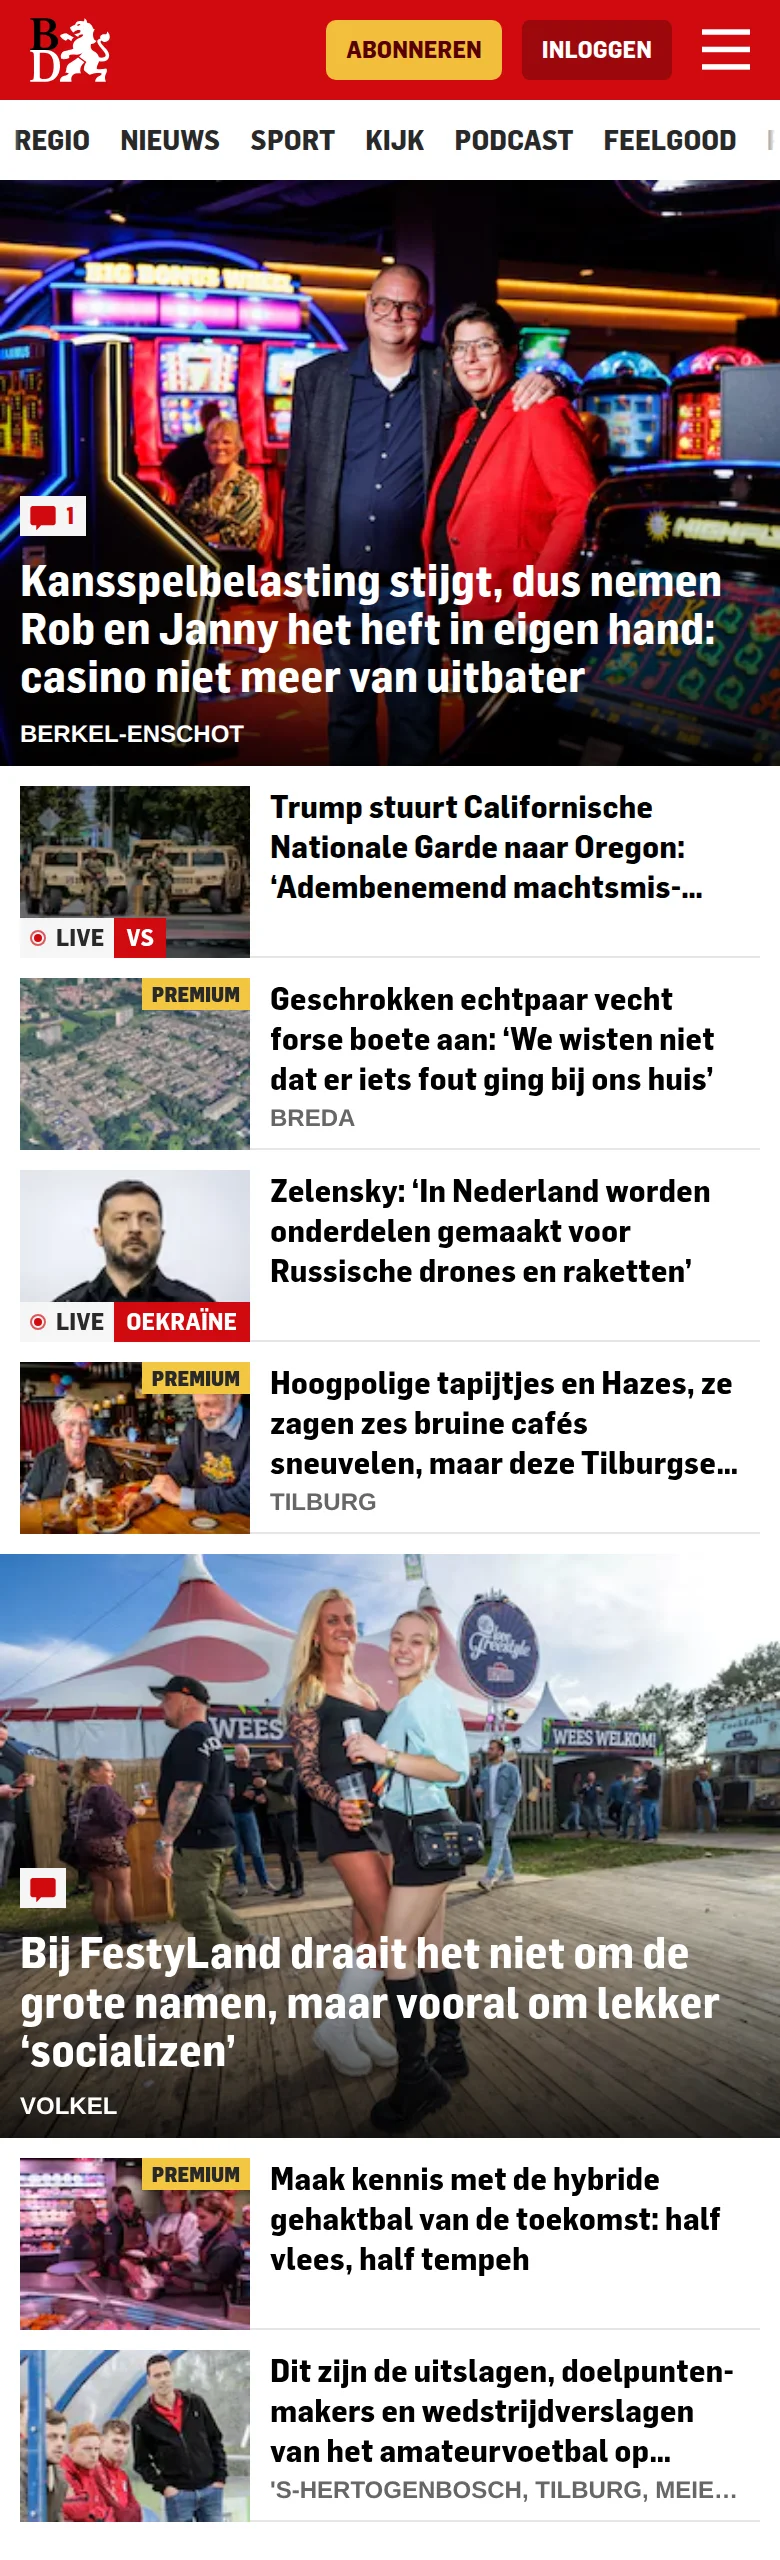 BD
ABONNEREN
INLOGGEN
REGIO NIEUWS SPORT KIJK PODCAST FEELGOOD
BIG BONUS WHEEL
1
Kansspelbelasting stijgt, dus nemen
Rob en Janny het heft in eigen hand:
casino niet meer van uitbater
BERKEL-ENSCHOT
Trump stuurt Californische
Nationale Garde naar Oregon:
‘Adembenemend machtsmis-...
LIVE VS
PREMIUM
Geschrokken echtpaar vecht
forse boete aan: ‘We wisten niet
dat er iets fout ging bij ons huis’
BREDA
Zelensky: ‘In Nederland worden
onderdelen gemaakt voor
Russische drones en raketten’
LIVE OEKRAÏNE
PREMIUM
Hoogpolige tapijtjes en Hazes, ze
zagen zes bruine cafés
sneuvelen, maar deze Tilburgse...
TILBURG
Freestyle
WEES
WEES WELKOM!
Bij FestyLand draait het niet om de
grote namen, maar vooral om lekker
‘socializen’
VOLKEL
PREMIUM
Maak kennis met de hybride
gehaktbal van de toekomst: half
vlees, half tempeh
Dit zijn de uitslagen, doelpunten-
makers en wedstrijdverslagen
van het amateurvoetbal op...
'S-HERTOGENBOSCH, TILBURG, MEIE...